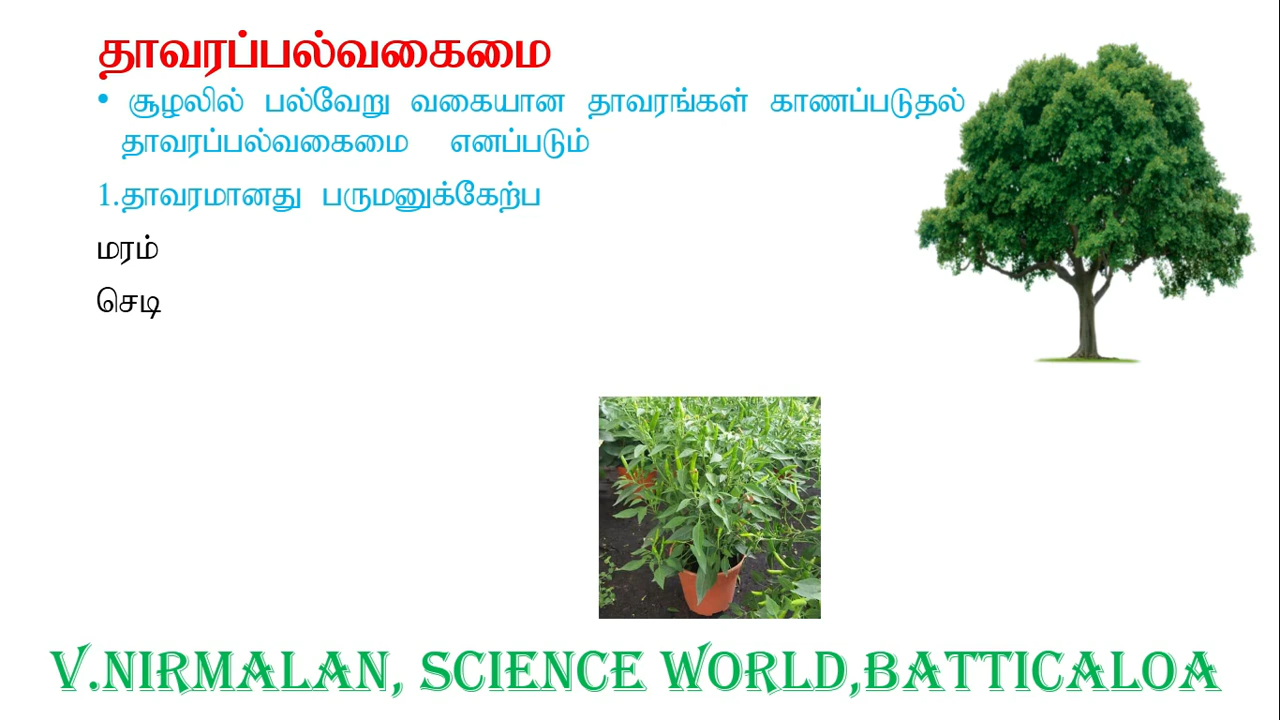 தாவரப்பல்வகைமை
• சூழலில் பல்வேறு வகையான தாவரங்கள் காணப்படுதல்
தாவரப்பல்வகைமை எனப்படும்
1.தாவரமானது பருமனுக்கேற்ப
மரம்
செடி
V.NIRMALAN, SCIENCE WORLD,BATTICALOA